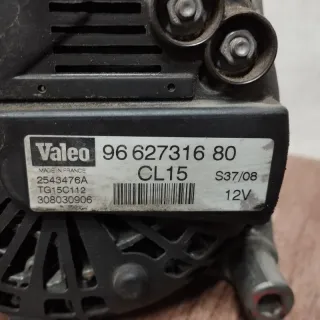 Valeo 96 627316 80
MADE IN FRANCE CL15 S37/08
2543476A
TG15C112 12V
308030906